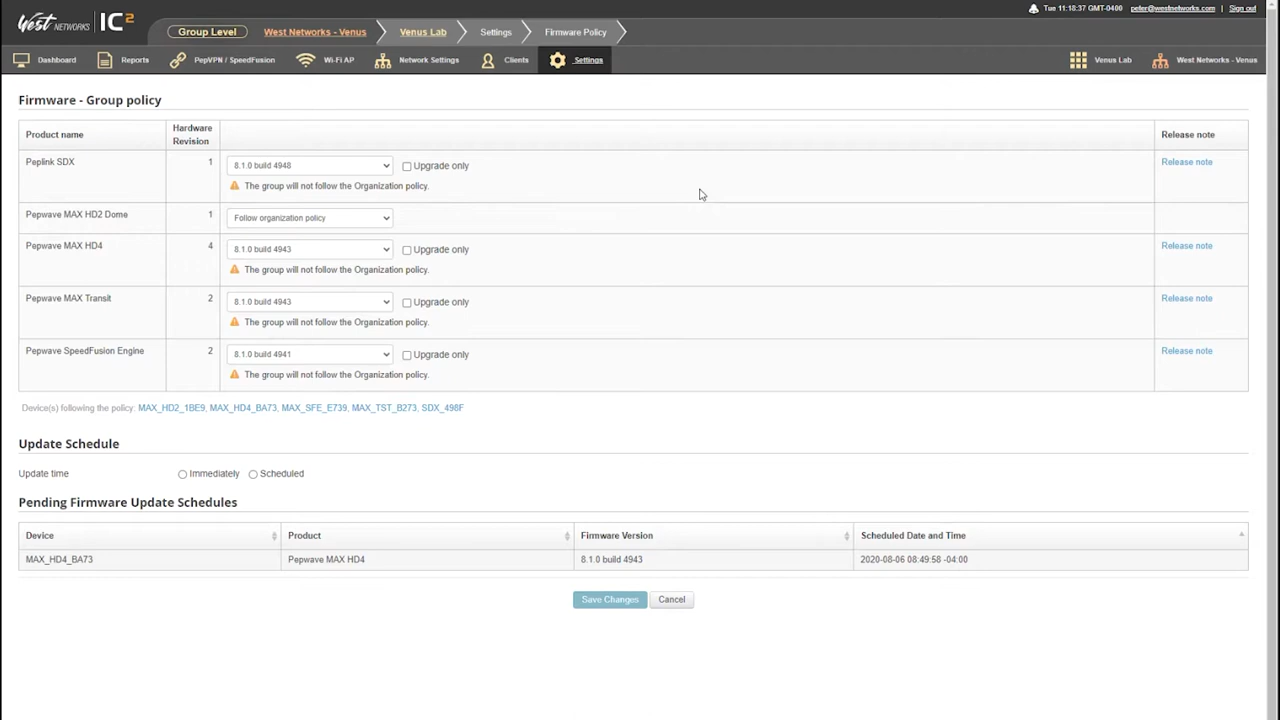 West NETWORKS IC2
Group Level West Networks - Venus Venus Lab Settings Firmware Policy
Tue 11:18:37 GMT-0400 peter@westnetworks.com | Sign out
Dashboard Reports PepVPN / SpeedFusion Wi-Fi AP Network Settings Clients Settings Venus Lab West Networks - Venus
Firmware - Group policy
Product name Hardware Revision Release note
Peplink SDX 1 8.1.0 build 4948 Upgrade only Release note
The group will not follow the Organization policy.
Pepwave MAX HD2 Dome 1 Follow organization policy
Pepwave MAX HD4 4 8.1.0 build 4943 Upgrade only Release note
The group will not follow the Organization policy.
Pepwave MAX Transit 2 8.1.0 build 4943 Upgrade only Release note
The group will not follow the Organization policy.
Pepwave SpeedFusion Engine 2 8.1.0 build 4941 Upgrade only Release note
The group will not follow the Organization policy.
Device(s) following the policy: MAX_HD2_1BE9, MAX_HD4_BA73, MAX_SFE_E739, MAX_TST_B273, SDX_498F
Update Schedule
Update time Immediately Scheduled
Pending Firmware Update Schedules
Device Product Firmware Version Scheduled Date and Time
MAX_HD4_BA73 Pepwave MAX HD4 8.1.0 build 4943 2020-08-06 08:49:58 -04:00
Save Changes Cancel